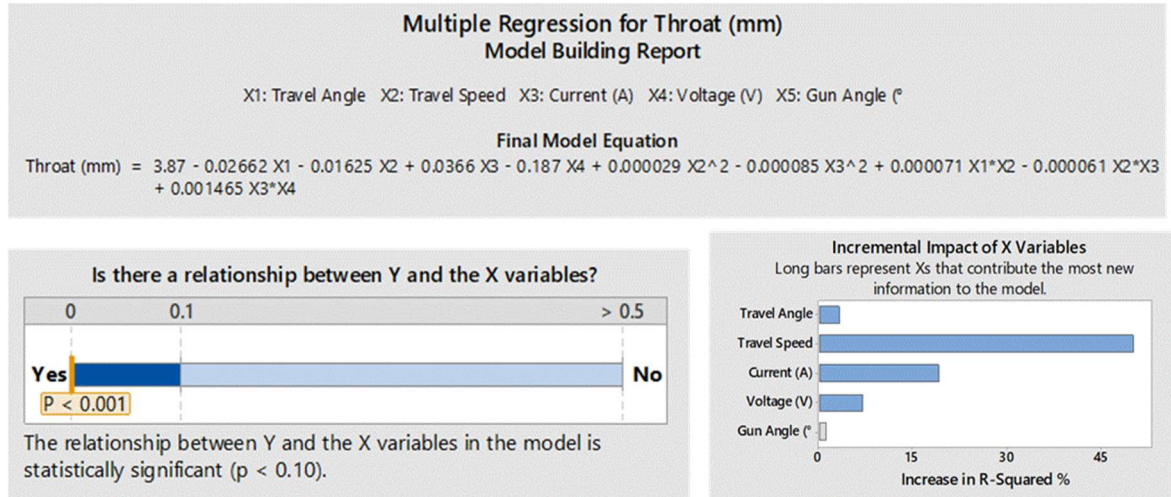 Multiple Regression for Throat (mm)
Model Building Report
X1: Travel Angle X2: Travel Speed X3: Current (A) X4: Voltage (V) X5: Gun Angle (°
Final Model Equation
Throat (mm) = 3.87 - 0.02662 X1 - 0.01625 X2 + 0.0366 X3 - 0.187 X4 + 0.000029 X2^2 - 0.000085 X3^2 + 0.000071 X1*X2 - 0.000061 X2*X3
+ 0.001465 X3*X4
Is there a relationship between Y and the X variables?
0 0.1 > 0.5
Yes No
P < 0.001
The relationship between Y and the X variables in the model is
statistically significant (p < 0.10).
Incremental Impact of X Variables
Long bars represent Xs that contribute the most new
information to the model.
Travel Angle
Travel Speed
Current (A)
Voltage (V)
Gun Angle (°
0 15 30 45
Increase in R-Squared %